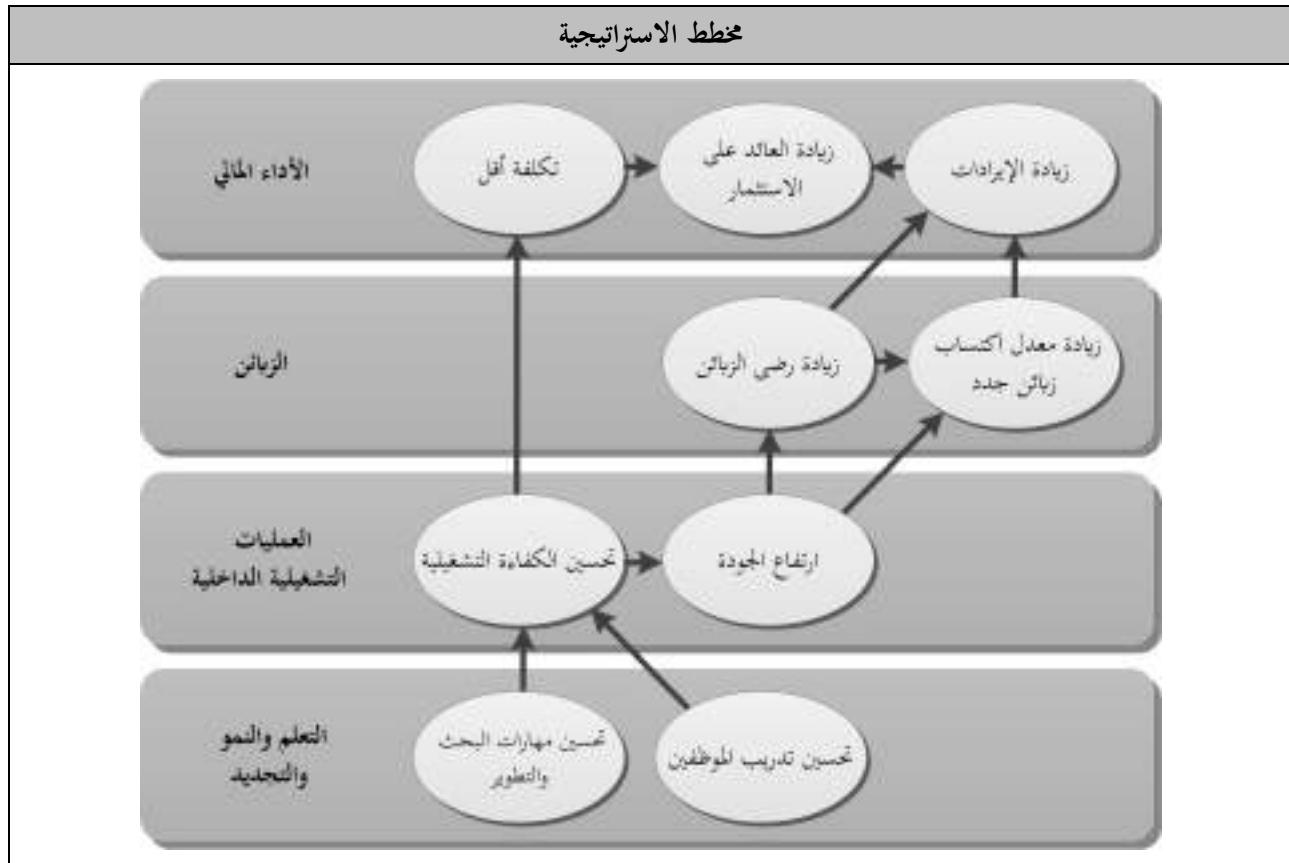 مخطط الاستراتيجية
الأداء المالي
تكلفة أقل
زيادة العائد على
الاستثمار
زيادة الإيرادات
الزبائن
زيادة رضى الزبائن
زيادة معدل اكتساب
زبائن جدد
العمليات
التشغيلية الداخلية
تحسين الكفاءة التشغيلية
ارتفاع الجودة
التعلم والنمو
والتجديد
تحسين مهارات البحث
والتطوير
تحسين تدريب الموظفين